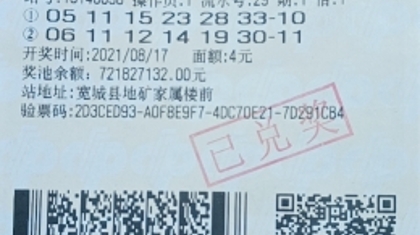 ① 05 11 15 23 28 33-10
② 06 11 12 14 19 30-11
开奖时间:2021/08/17 面额:4元
奖池余额: 721827132.00元
站地址:宽城县地矿家属楼前
验票码:2D3CED93-A0F8E9F7-4DC70E21-7D291CB4
已兑奖